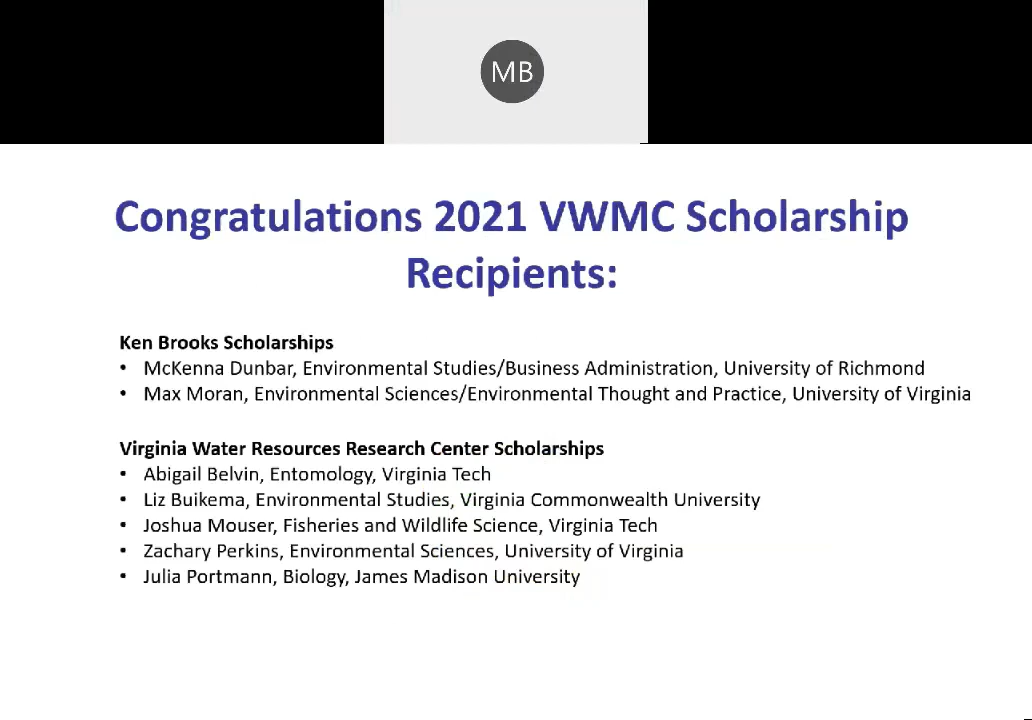 MB
Congratulations 2021 VWMC Scholarship
Recipients:
Ken Brooks Scholarships
• McKenna Dunbar, Environmental Studies/Business Administration, University of Richmond
• Max Moran, Environmental Sciences/Environmental Thought and Practice, University of Virginia
Virginia Water Resources Research Center Scholarships
• Abigail Belvin, Entomology, Virginia Tech
• Liz Buikema, Environmental Studies, Virginia Commonwealth University
• Joshua Mouser, Fisheries and Wildlife Science, Virginia Tech
• Zachary Perkins, Environmental Sciences, University of Virginia
• Julia Portmann, Biology, James Madison University